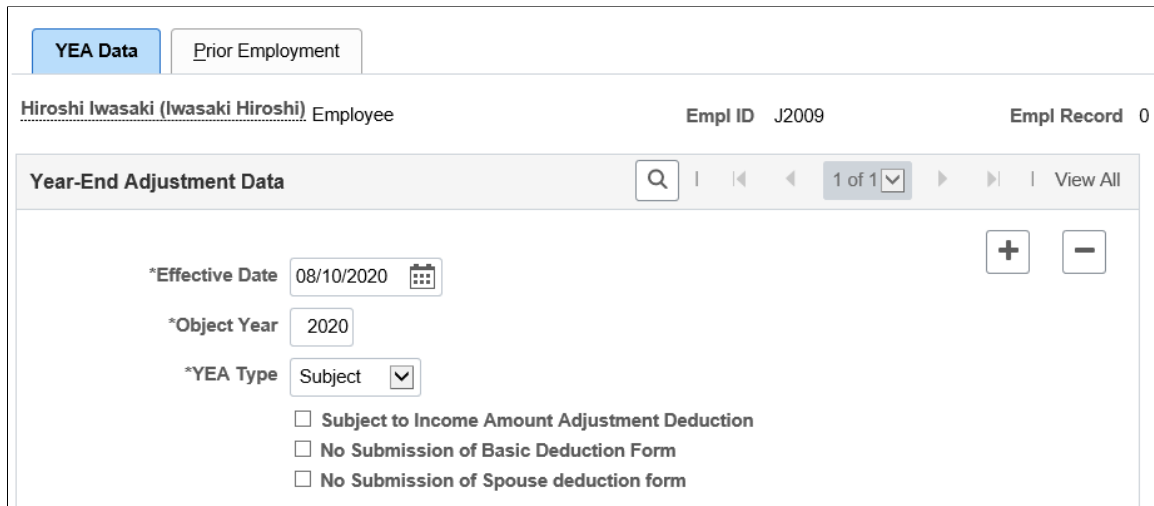 YEA Data Prior Employment
Hiroshi Iwasaki (Iwasaki Hiroshi) Employee Empl ID J2009 Empl Record 0
Year-End Adjustment Data 1 of 1 View All
*Effective Date 08/10/2020
*Object Year 2020
*YEA Type Subject
Subject to Income Amount Adjustment Deduction
No Submission of Basic Deduction Form
No Submission of Spouse deduction form